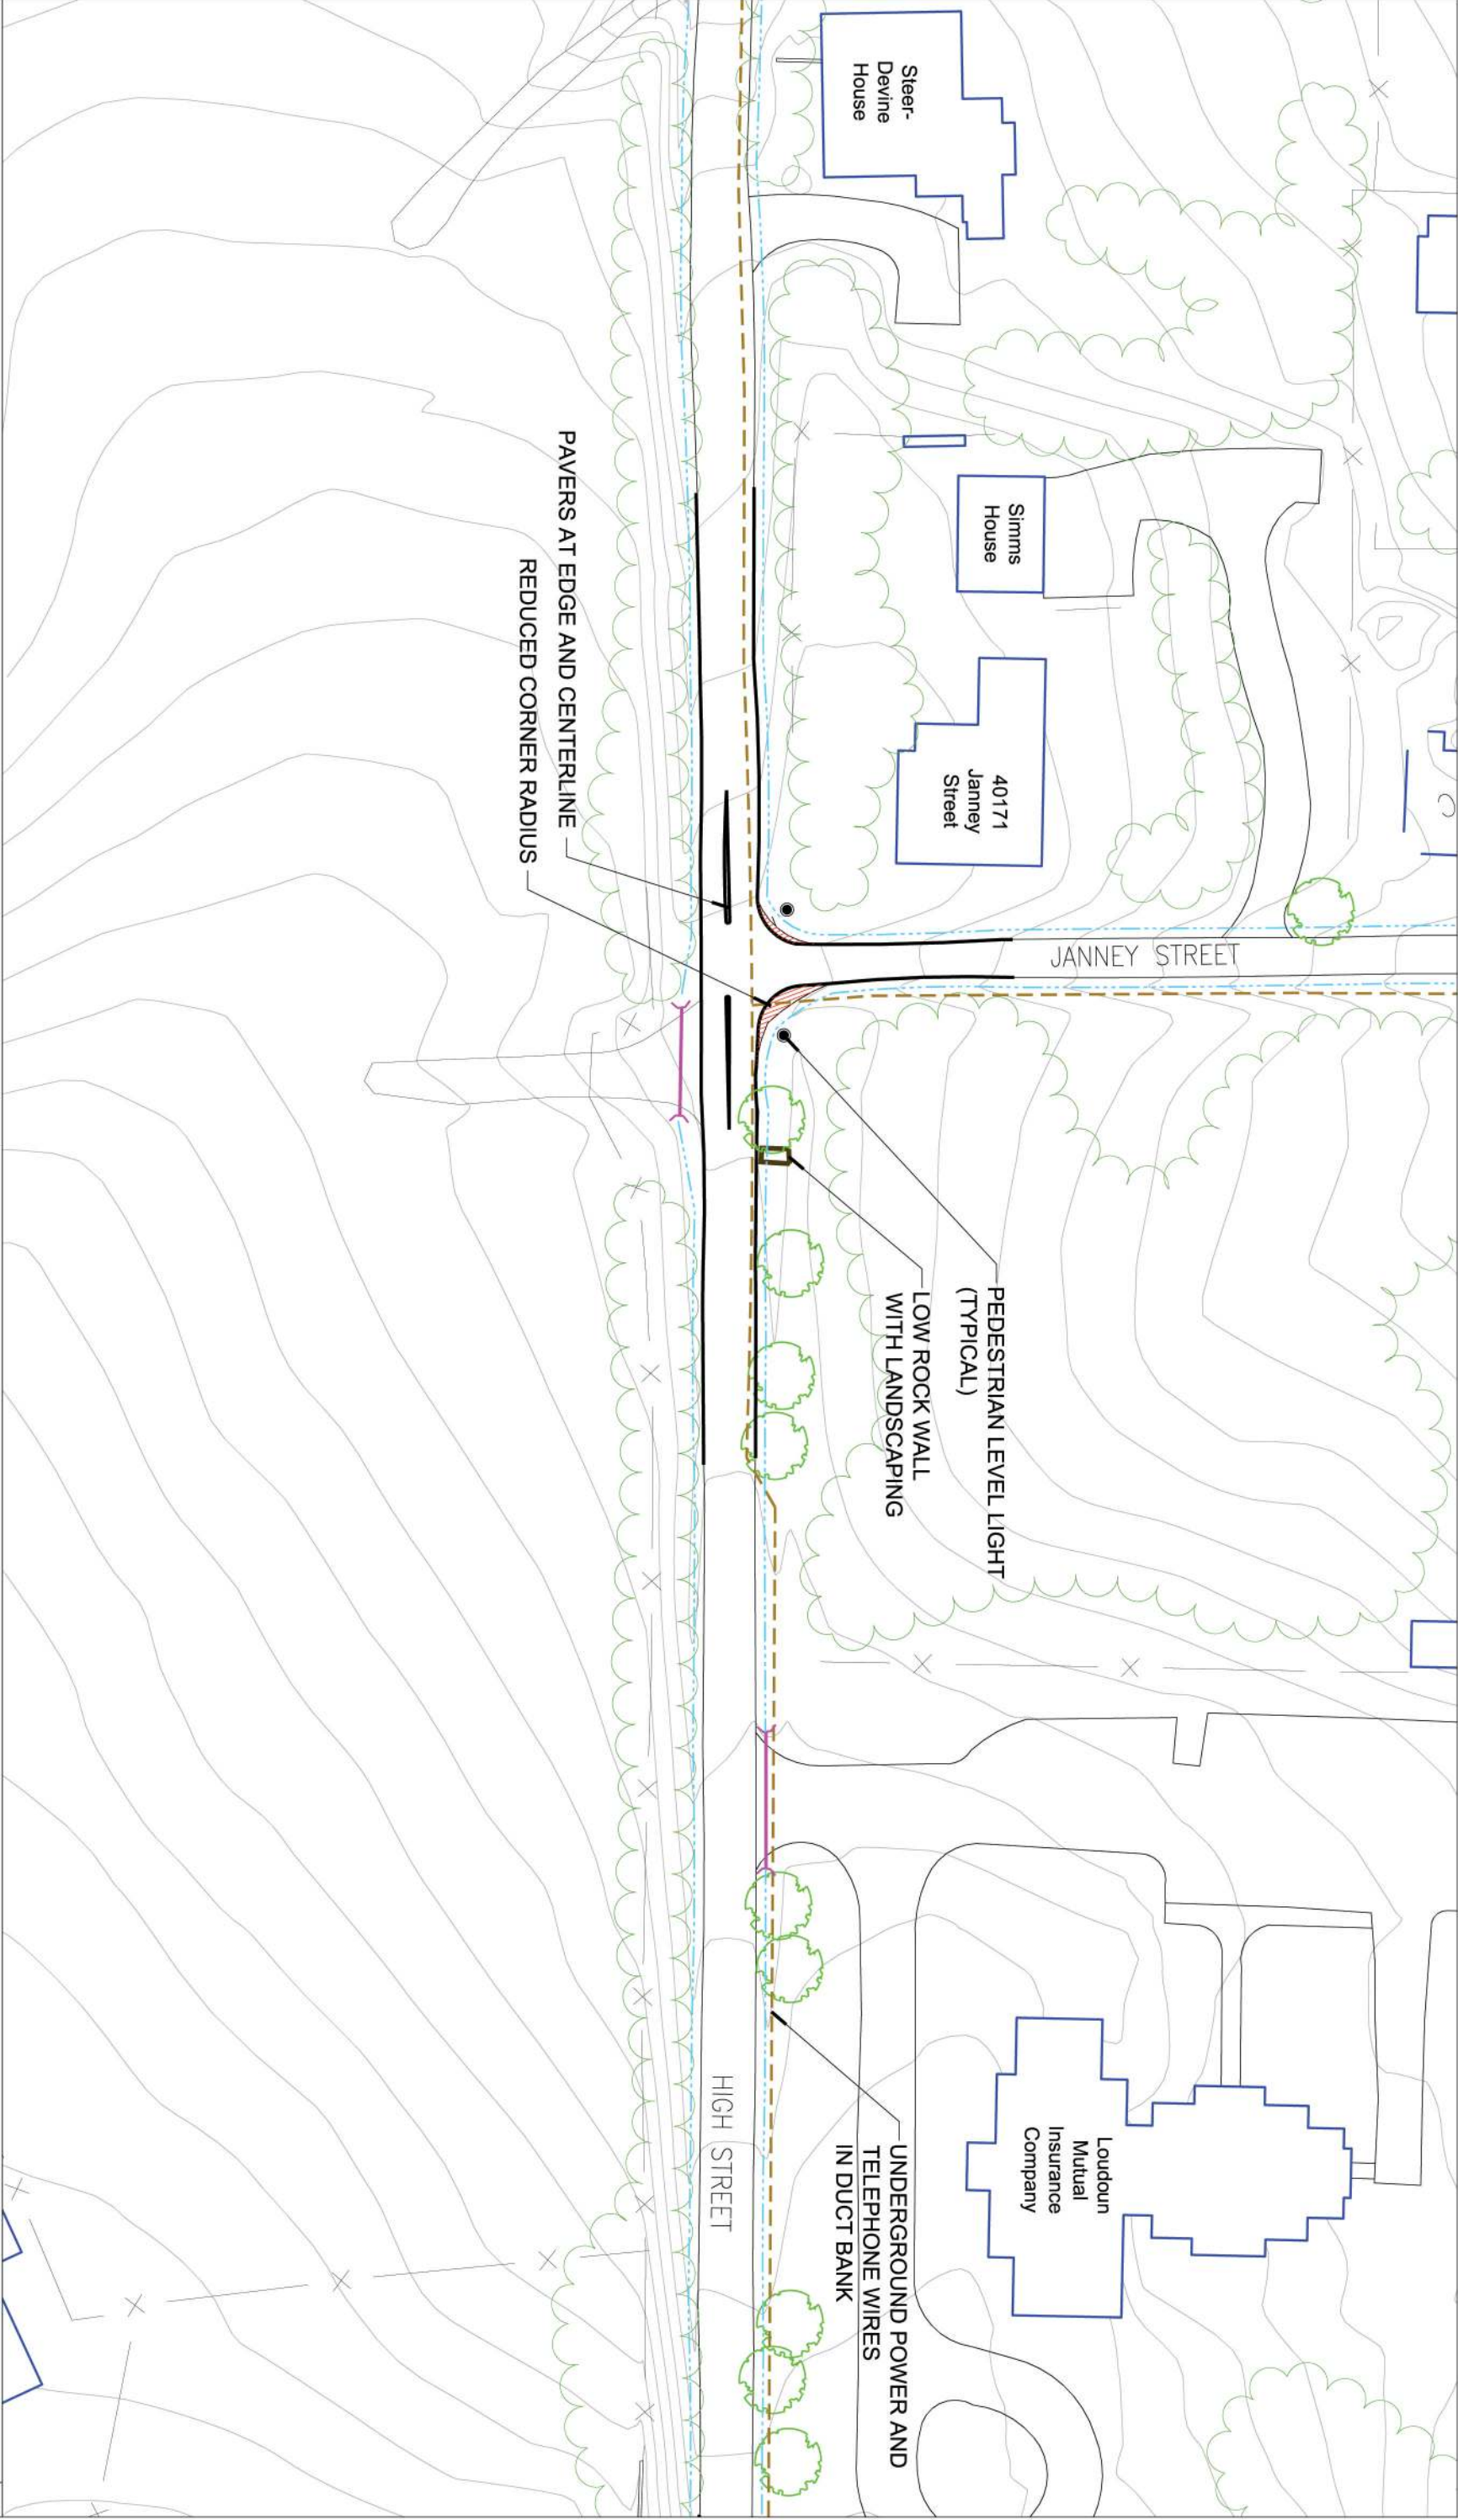 Steer-
Devine
House
Simms
House
40171
Janney
Street
JANNEY STREET
PAVERS AT EDGE AND CENTERLINE
REDUCED CORNER RADIUS
PEDESTRIAN LEVEL LIGHT
(TYPICAL)
LOW ROCK WALL
WITH LANDSCAPING
Loudoun
Mutual
Insurance
Company
HIGH STREET
UNDERGROUND POWER AND
TELEPHONE WIRES
IN DUCT BANK